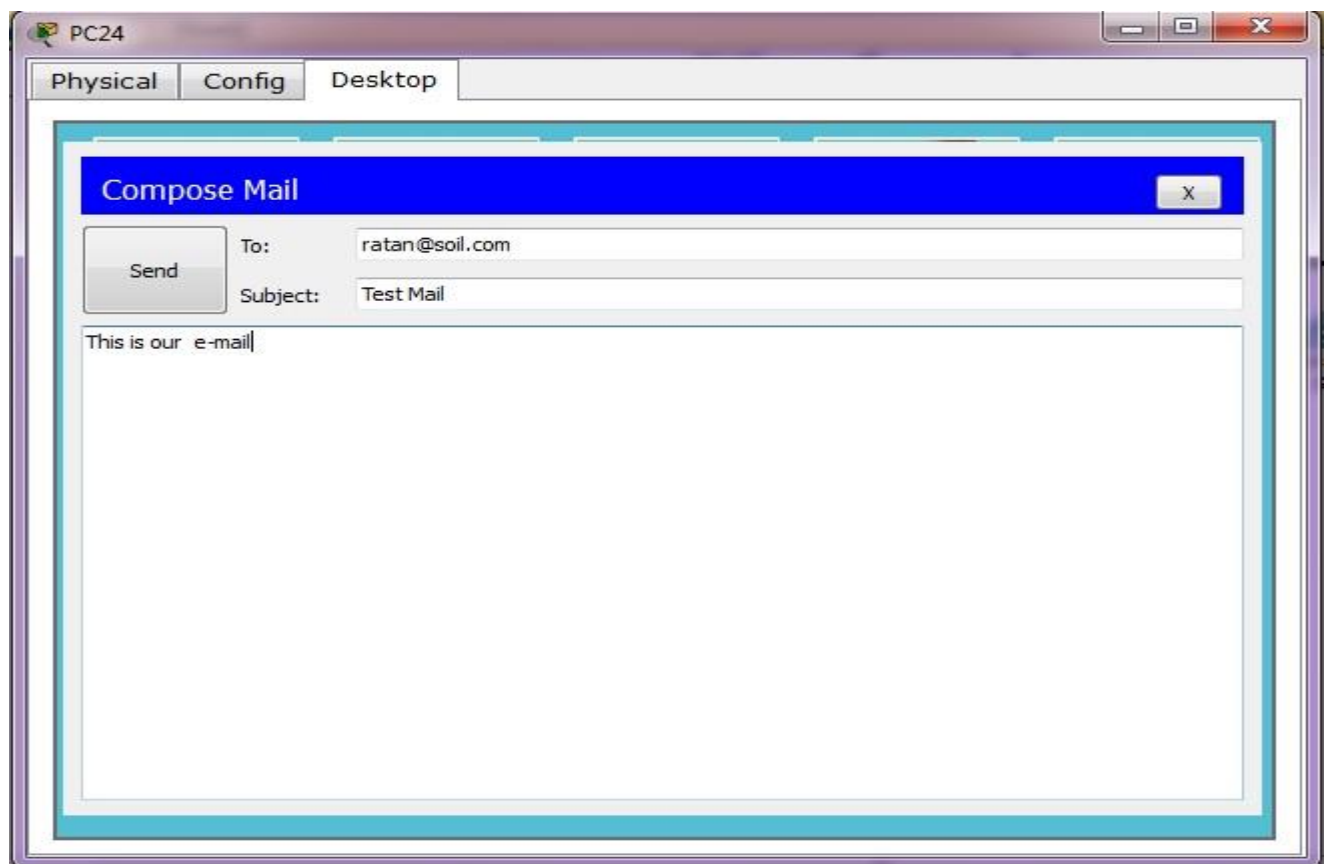 PC24
Physical Config Desktop
Compose Mail X
Send
To: ratan@soil.com
Subject: Test Mail
This is our  e-mail